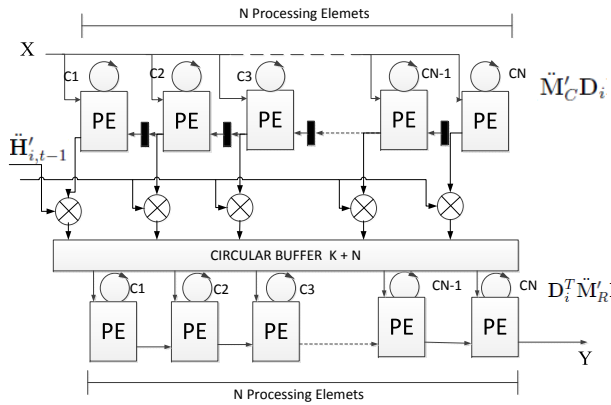 N Processing Elemets
X
C1 C2 C3 CN-1 CN
PE PE PE PE PE
M̈′_C D_i
Ḧ′_{i,t−1}
CIRCULAR BUFFER K + N
C1 C2 C3 CN-1 CN
PE PE PE PE PE
D_i^T M̈′_R
Y
N Processing Elemets